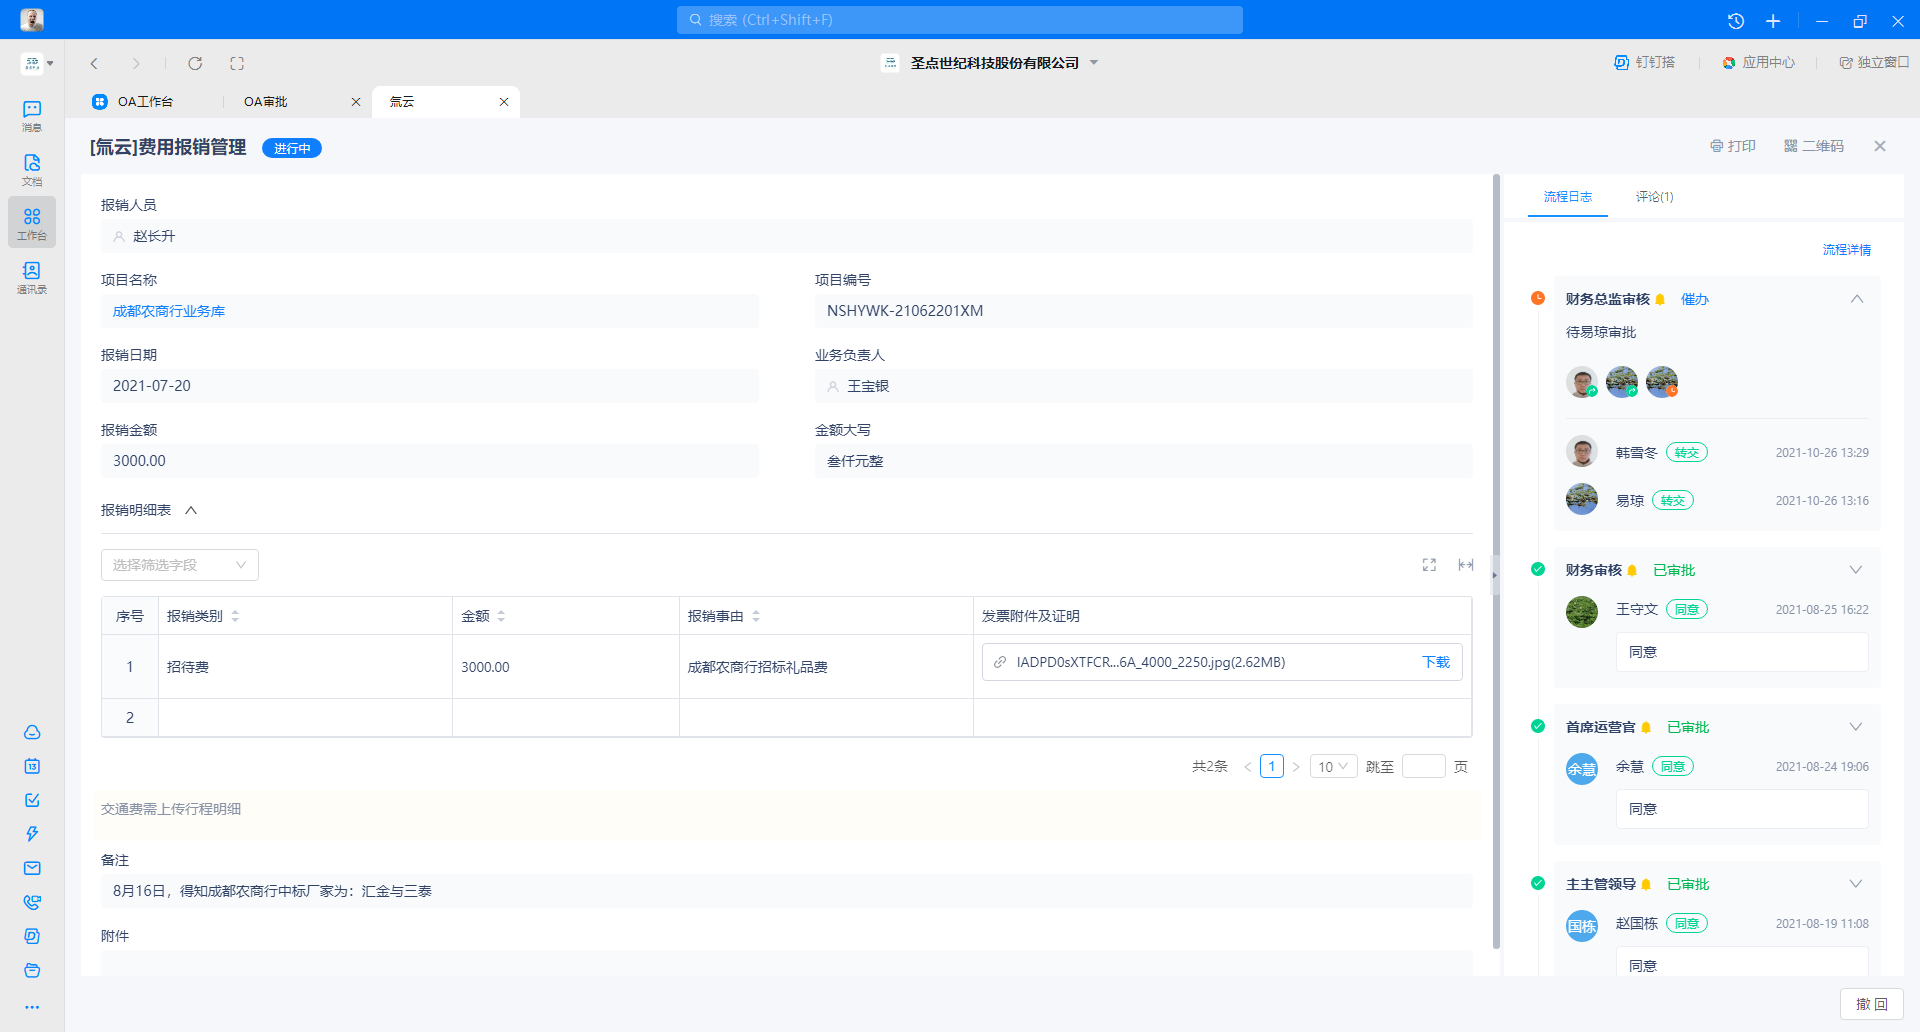 搜索 (Ctrl+Shift+F)
圣点世纪科技股份有限公司
钉钉搭
应用中心
独立窗口
OA工作台
OA审批
氚云
消息
文档
工作台
通讯录
13
[氚云]费用报销管理
进行中
打印
二维码
报销人员
赵长升
项目名称
项目编号
成都农商行业务库
NSHYWK-21062201XM
报销日期
业务负责人
2021-07-20
王宝银
报销金额
金额大写
3000.00
叁仟元整
报销明细表
选择筛选字段
序号 报销类别 金额 报销事由 发票附件及证明
1 招待费 3000.00 成都农商行招标礼品费 IADPD0sXTFCR...6A_4000_2250.jpg(2.62MB) 下载
2
共2条 1 10 跳至 页
交通费需上传行程明细
备注
8月16日，得知成都农商行中标厂家为：汇金与三泰
附件
流程日志 评论(1)
流程详情
财务总监审核 催办
待易琼审批
韩雪冬 转交 2021-10-26 13:29
易琼 转交 2021-10-26 13:16
财务审核 已审批
王守文 同意 2021-08-25 16:22
同意
首席运营官 已审批
余慧 余慧 同意 2021-08-24 19:06
同意
主主管领导 已审批
国栋 赵国栋 同意 2021-08-19 11:08
同意
撤 回